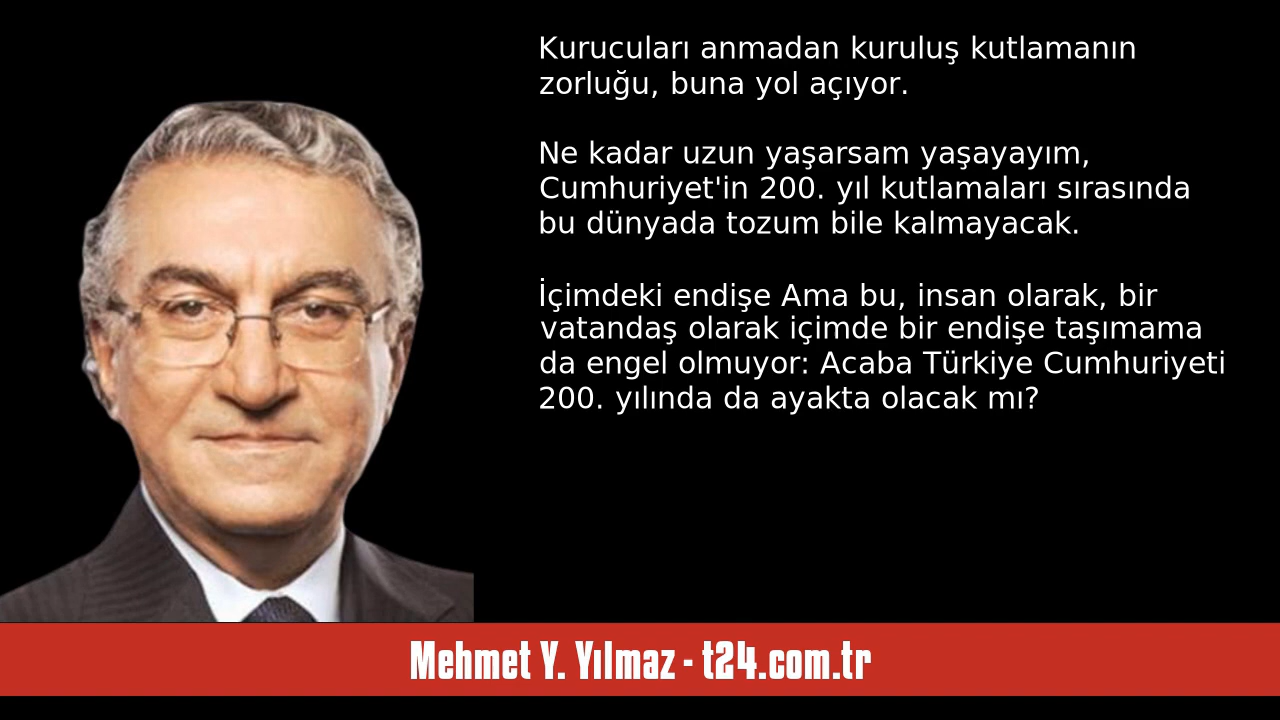 Kurucuları anmadan kuruluş kutlamanın
zorluğu, buna yol açıyor.
Ne kadar uzun yaşarsam yaşayayım,
Cumhuriyet'in 200. yıl kutlamaları sırasında
bu dünyada tozum bile kalmayacak.
İçimdeki endişe Ama bu, insan olarak, bir
vatandaş olarak içimde bir endişe taşımama
da engel olmuyor: Acaba Türkiye Cumhuriyeti
200. yılında da ayakta olacak mı?
Mehmet Y. Yılmaz - t24.com.tr